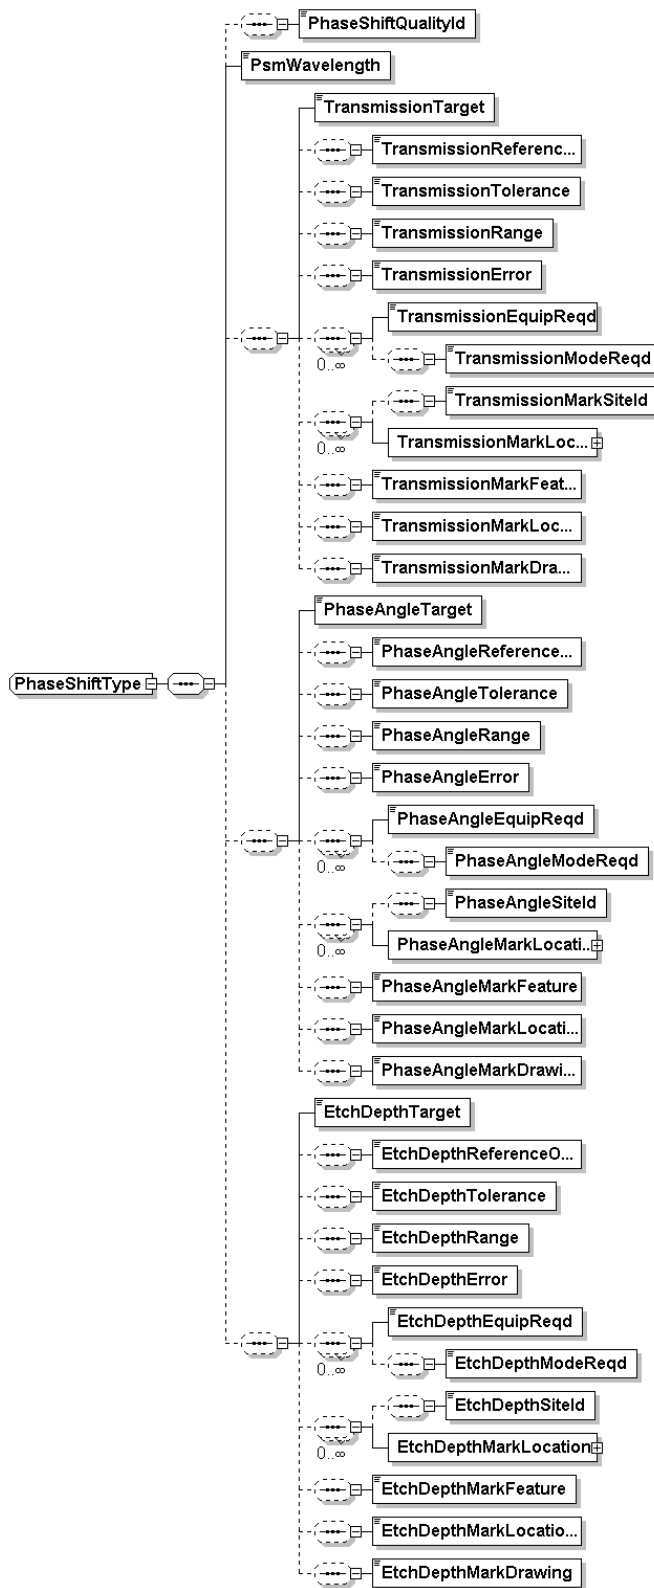 PhaseShiftQualityId
PsmWavelength
TransmissionTarget
TransmissionReferenc...
TransmissionTolerance
TransmissionRange
TransmissionError
TransmissionEquipReqd
0..∞
TransmissionModeReqd
TransmissionMarkSiteId
0..∞
TransmissionMarkLoc...
TransmissionMarkFeat...
TransmissionMarkLoc...
TransmissionMarkDra...
PhaseAngleTarget
PhaseAngleReference...
PhaseShiftType
PhaseAngleTolerance
PhaseAngleRange
PhaseAngleError
PhaseAngleEquipReqd
0..∞
PhaseAngleModeReqd
PhaseAngleSiteId
0..∞
PhaseAngleMarkLocati..
PhaseAngleMarkFeature
PhaseAngleMarkLocati...
PhaseAngleMarkDrawi...
EtchDepthTarget
EtchDepthReferenceO...
EtchDepthTolerance
EtchDepthRange
EtchDepthError
EtchDepthEquipReqd
0..∞
EtchDepthModeReqd
EtchDepthSiteId
0..∞
EtchDepthMarkLocation
EtchDepthMarkFeature
EtchDepthMarkLocatio...
EtchDepthMarkDrawing